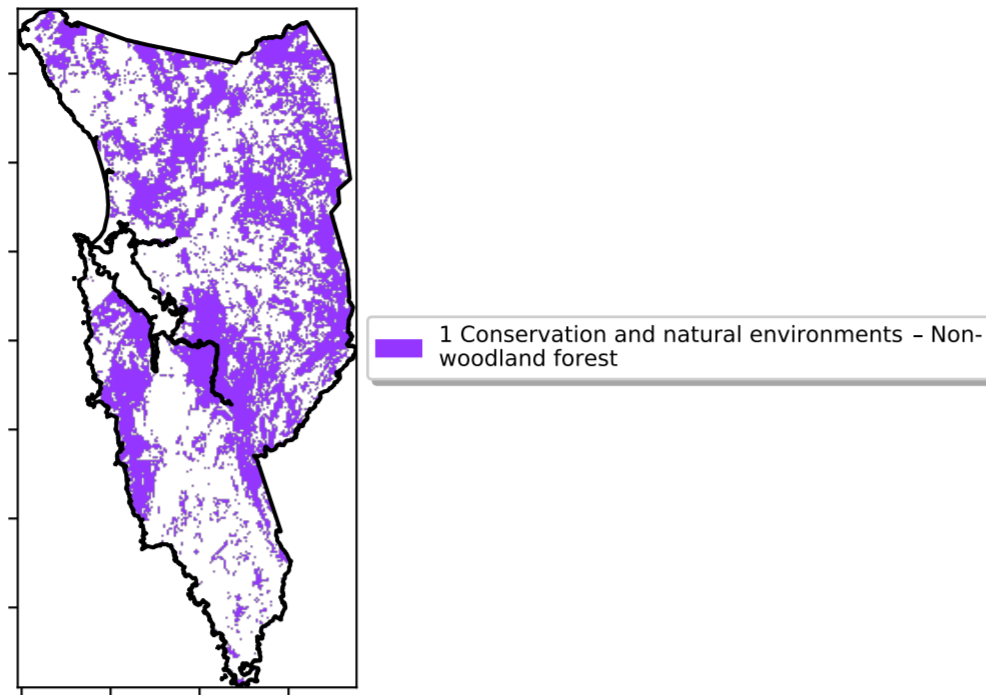 1 Conservation and natural environments – Non-
woodland forest